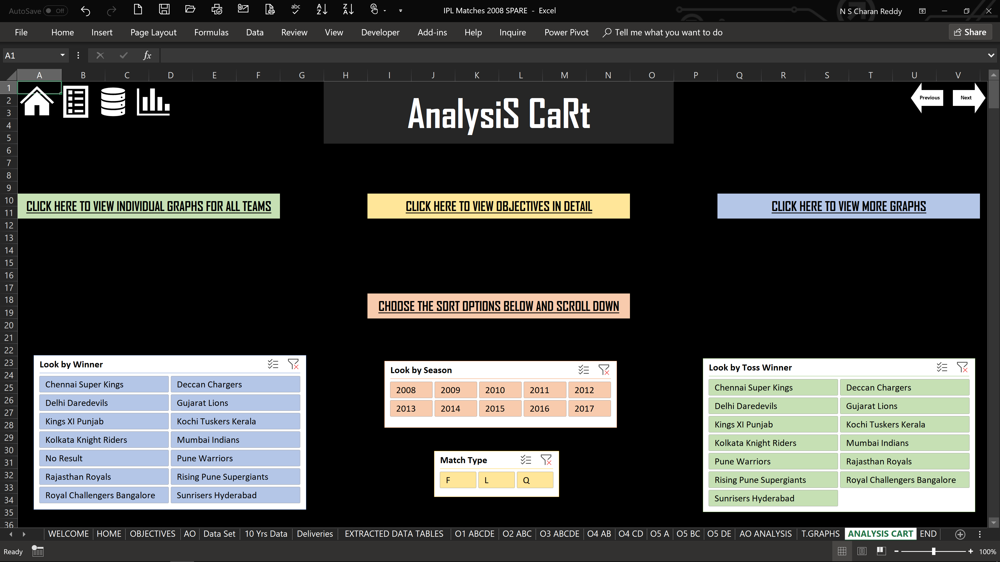 AutoSave Off
abc
A
Z
Z
A
IPL Matches 2008 SPARE - Excel
N S Charan Reddy
File Home Insert Page Layout Formulas Data Review View Developer Add-ins Help Inquire Power Pivot Tell me what you want to do Share
A1
fx
A B C D E F G H I J K L M N O P Q R S T U V
1
2
3
4
5
6
7
8
9
10
11
12
13
14
15
16
17
18
19
20
21
22
23
24
25
26
27
28
29
30
31
32
33
34
35
36
AnalysiS CaRt
Previous
Next
CLICK HERE TO VIEW INDIVIDUAL GRAPHS FOR ALL TEAMS
CLICK HERE TO VIEW OBJECTIVES IN DETAIL
CLICK HERE TO VIEW MORE GRAPHS
CHOOSE THE SORT OPTIONS BELOW AND SCROLL DOWN
Look by Winner
Chennai Super Kings Deccan Chargers
Delhi Daredevils Gujarat Lions
Kings XI Punjab Kochi Tuskers Kerala
Kolkata Knight Riders Mumbai Indians
No Result Pune Warriors
Rajasthan Royals Rising Pune Supergiants
Royal Challengers Bangalore Sunrisers Hyderabad
Look by Season
2008 2009 2010 2011 2012
2013 2014 2015 2016 2017
Match Type
F L Q
Look by Toss Winner
Chennai Super Kings Deccan Chargers
Delhi Daredevils Gujarat Lions
Kings XI Punjab Kochi Tuskers Kerala
Kolkata Knight Riders Mumbai Indians
Pune Warriors Rajasthan Royals
Rising Pune Supergiants Royal Challengers Bangalore
Sunrisers Hyderabad
WELCOME HOME OBJECTIVES AO Data Set 10 Yrs Data Deliveries EXTRACTED DATA TABLES O1 ABCDE O2 ABC O3 ABCDE O4 AB O4 CD O5 A O5 BC O5 DE AO ANALYSIS T.GRAPHS ANALYSIS CART END
Ready
100%